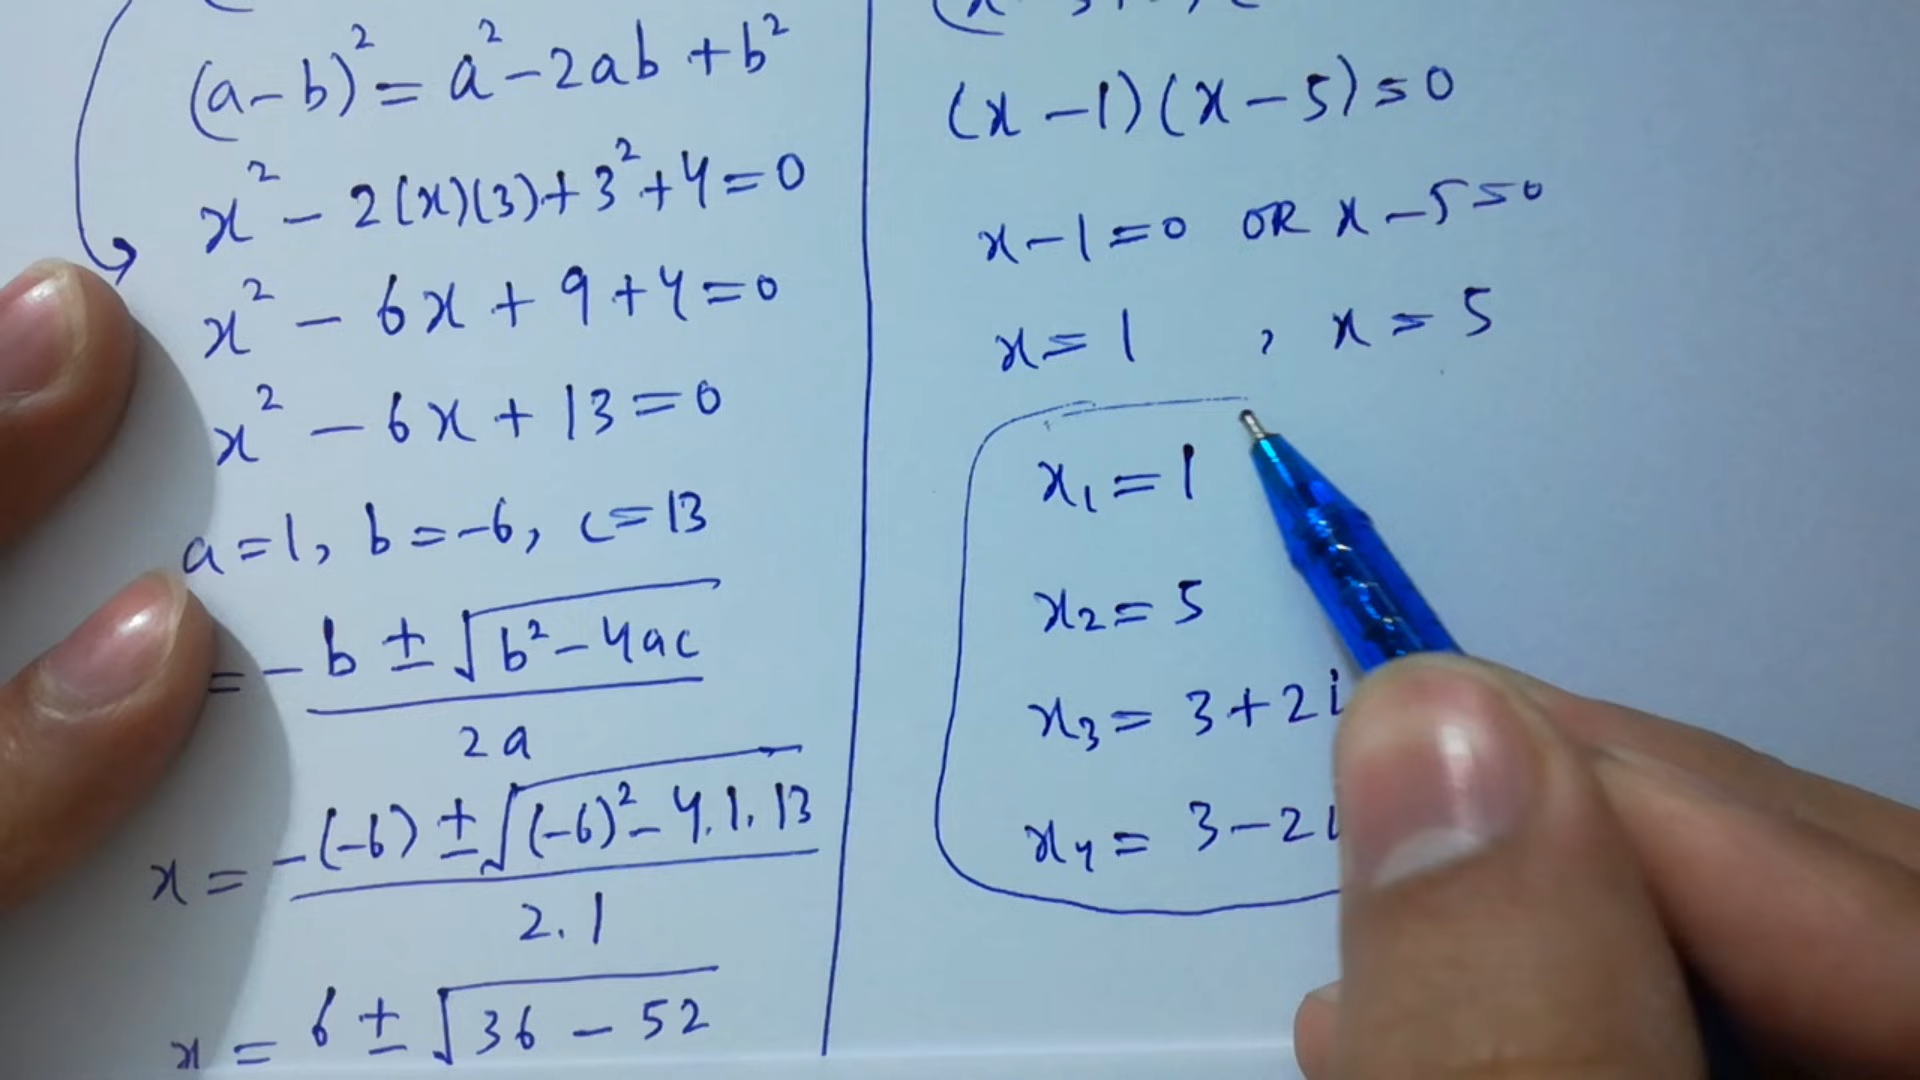 (a-b)² = a² - 2ab + b²
x² - 2(x)(3) + 3² + 4 = 0
x² - 6x + 9 + 4 = 0
x² - 6x + 13 = 0
a = 1, b = -6, c = 13
= -b ± √b² - 4ac
2a
x = -(-6) ± √(-6)² - 4.1.13
2.1
x = 6 ± √36 - 52
(x - 1)(x - 5) = 0
x - 1 = 0 OR x - 5 = 0
x = 1 , x = 5
x₁ = 1
x₂ = 5
x₃ = 3 + 2i
x₄ = 3 - 2i